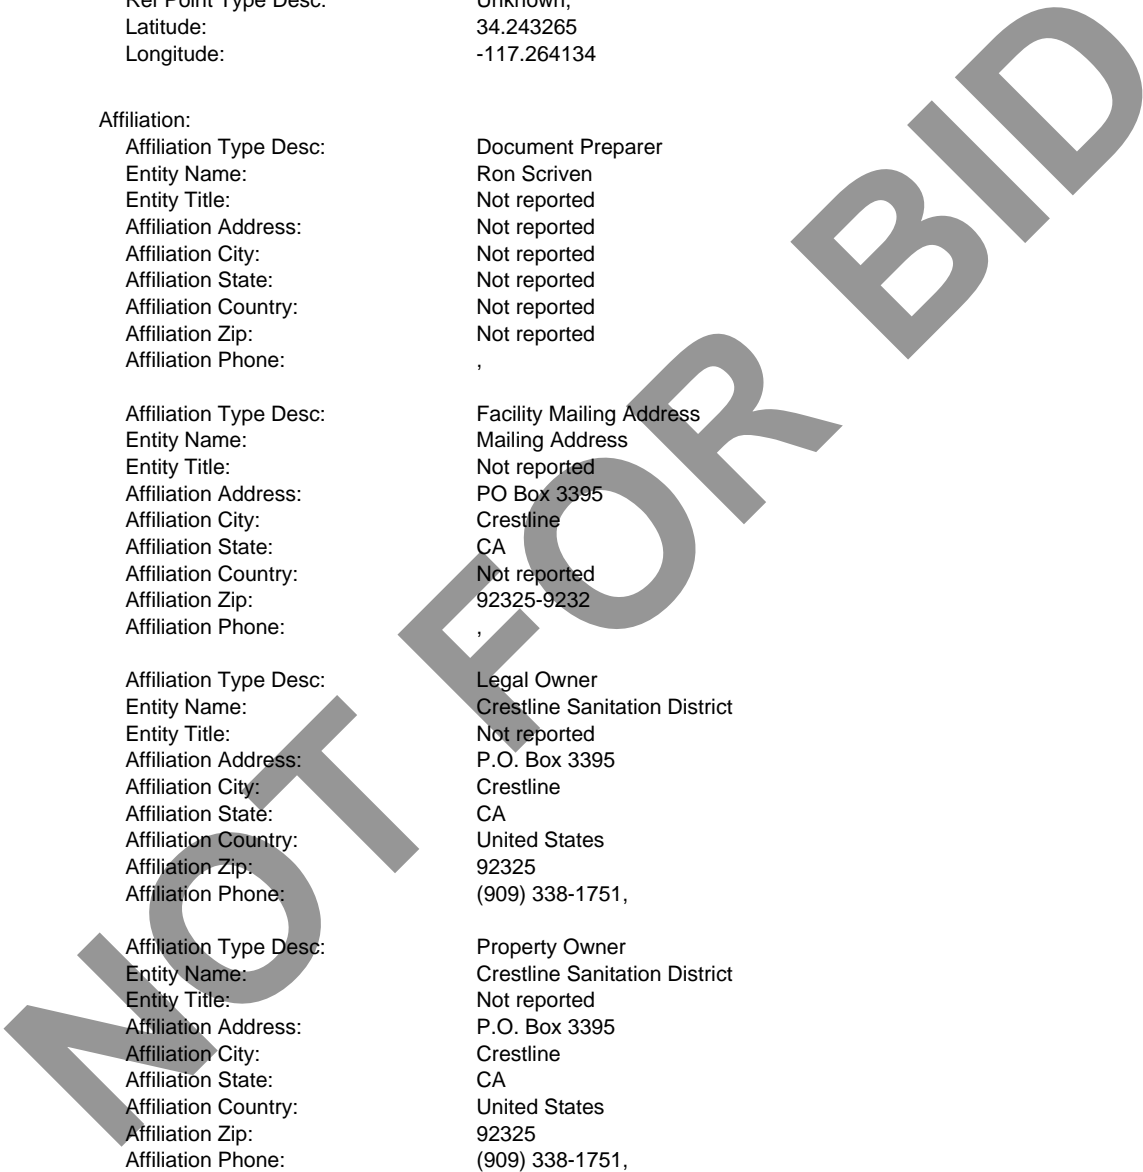 Ref Point Type Desc: Unknown,
Latitude: 34.243265
Longitude: -117.264134
Affiliation:
Affiliation Type Desc: Document Preparer
Entity Name: Ron Scriven
Entity Title: Not reported
Affiliation Address: Not reported
Affiliation City: Not reported
Affiliation State: Not reported
Affiliation Country: Not reported
Affiliation Zip: Not reported
Affiliation Phone: ,
Affiliation Type Desc: Facility Mailing Address
Entity Name: Mailing Address
Entity Title: Not reported
Affiliation Address: PO Box 3395
Affiliation City: Crestline
Affiliation State: CA
Affiliation Country: Not reported
Affiliation Zip: 92325-9232
Affiliation Phone: ,
Affiliation Type Desc: Legal Owner
Entity Name: Crestline Sanitation District
Entity Title: Not reported
Affiliation Address: P.O. Box 3395
Affiliation City: Crestline
Affiliation State: CA
Affiliation Country: United States
Affiliation Zip: 92325
Affiliation Phone: (909) 338-1751,
Affiliation Type Desc: Property Owner
Entity Name: Crestline Sanitation District
Entity Title: Not reported
Affiliation Address: P.O. Box 3395
Affiliation City: Crestline
Affiliation State: CA
Affiliation Country: United States
Affiliation Zip: 92325
Affiliation Phone: (909) 338-1751,
NOT FOR BID